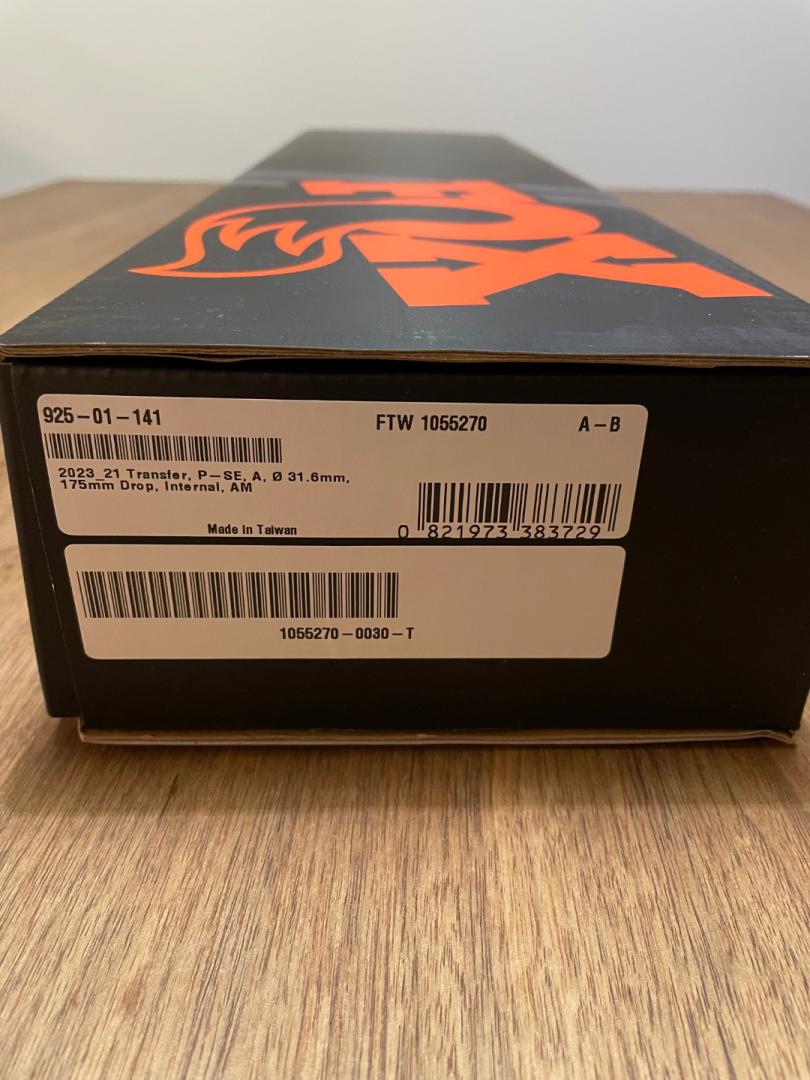 FOX
925-01-141 FTW 1055270 A-B
2023_21 Transfer, P-SE, A, Ø 31.6mm,
175mm Drop, Internal, AM
Made in Taiwan
0 821973 383729
1055270-0030-T